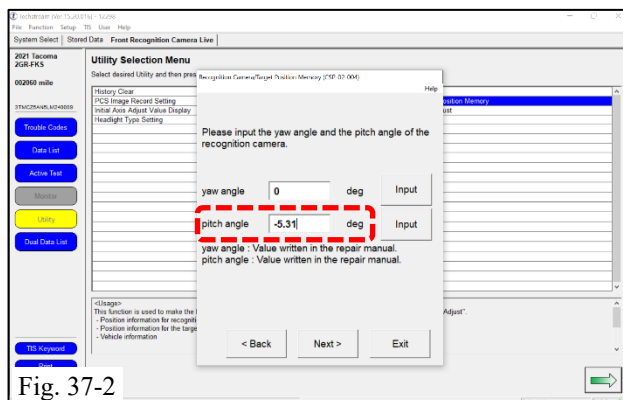 Techstream (Ver 15.20.016) - 12298
File Function Setup TIS User Help
System Select Stored Data Front Recognition Camera Live
2021 Tacoma
2GR-FKS
002060 mile
Trouble Codes
Data List
Active Test
Monitor
Utility
Dual Data List
TIS Keyword
Print
Utility Selection Menu
Select desired Utility and then pres
History Clear
PCS Image Record Setting
Initial Axis Adjust Value Display
Headlight Type Setting
osition Memory
ust
Recognition Camera/Target Position Memory (CSP-02-004)
Help
Please input the yaw angle and the pitch angle of the
recognition camera.
yaw angle 0 deg Input
pitch angle -5.31 deg Input
yaw angle : Value written in the repair manual.
pitch angle : Value written in the repair manual.
< Back Next > Exit
<Usage>
This function is used to make the
- Position information for recogniti
- Position information for the targe
- Vehicle information
Adjust".
Fig. 37-2